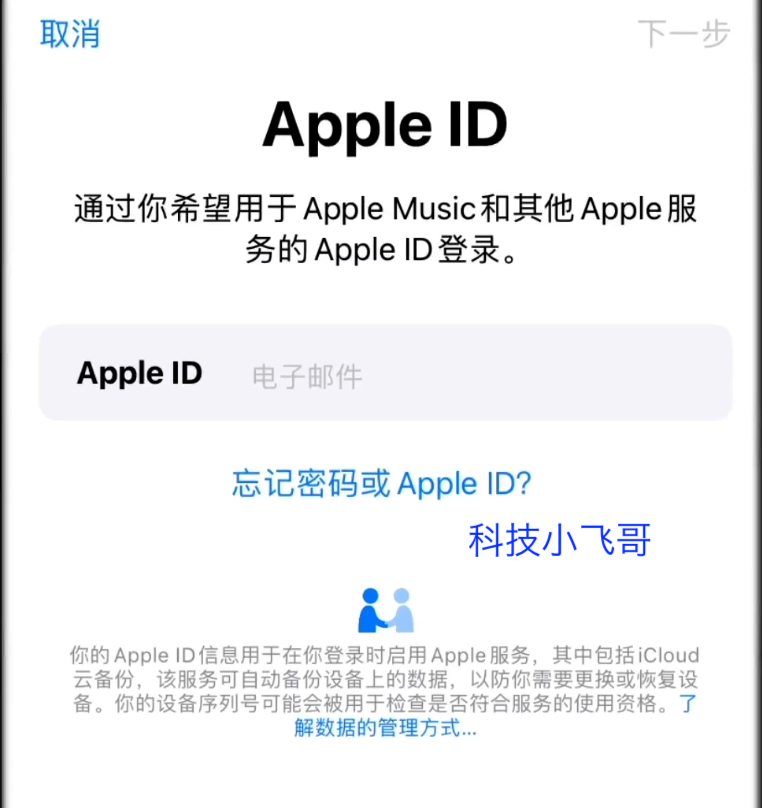 取消
下一步
Apple ID
通过你希望用于Apple Music和其他Apple服
务的Apple ID登录。
Apple ID 电子邮件
忘记密码或Apple ID?
科技小飞哥
你的Apple ID信息用于在你登录时启用Apple服务，其中包括iCloud
云备份，该服务可自动备份设备上的数据，以防你需要更换或恢复设
备。你的设备序列号可能会被用于检查是否符合服务的使用资格。了
解数据的管理方式...